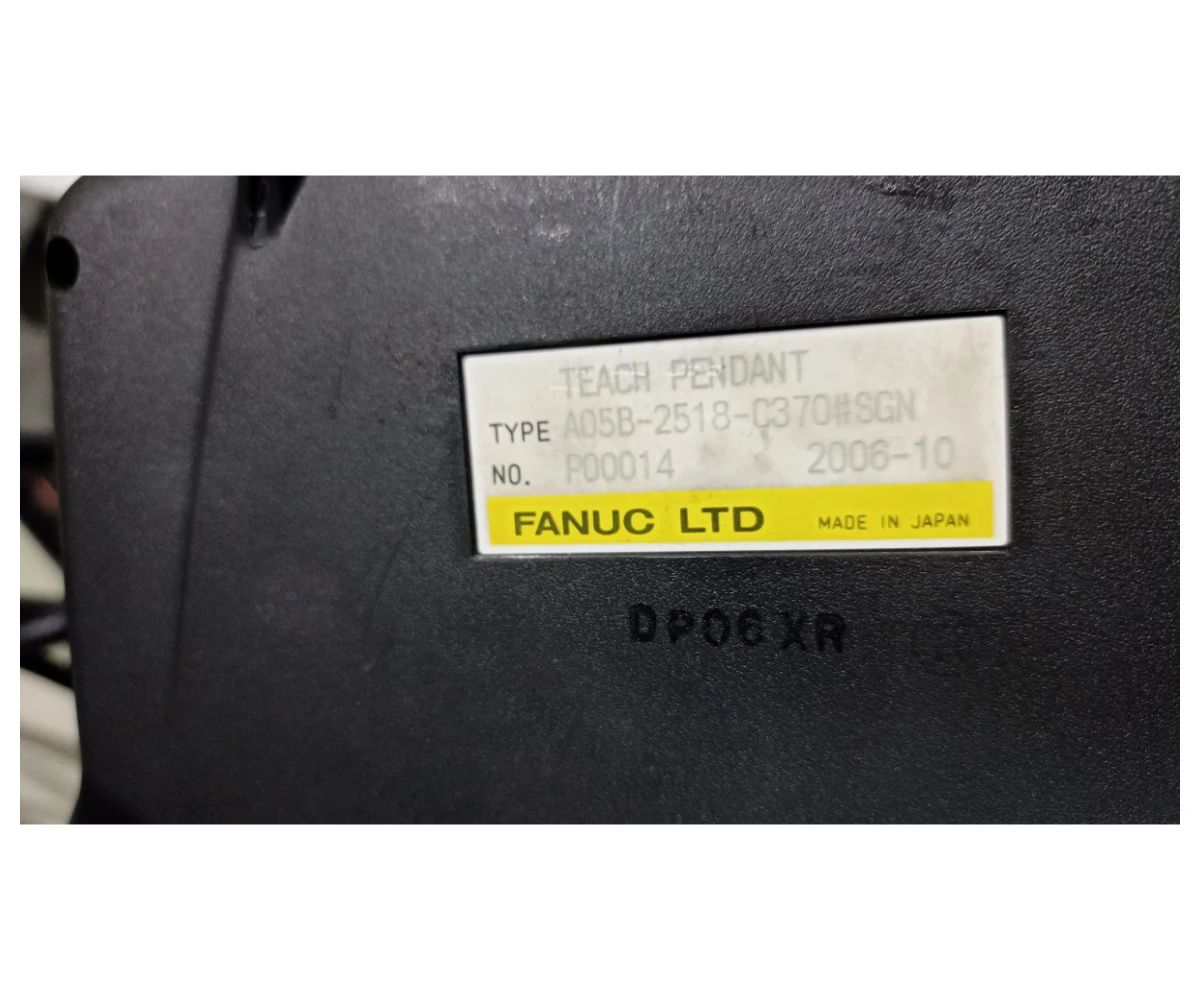 TEACH PENDANT
TYPE A05B-2518-C370#SGN
NO. P00014 2006-10
FANUC LTD MADE IN JAPAN
DP06XR